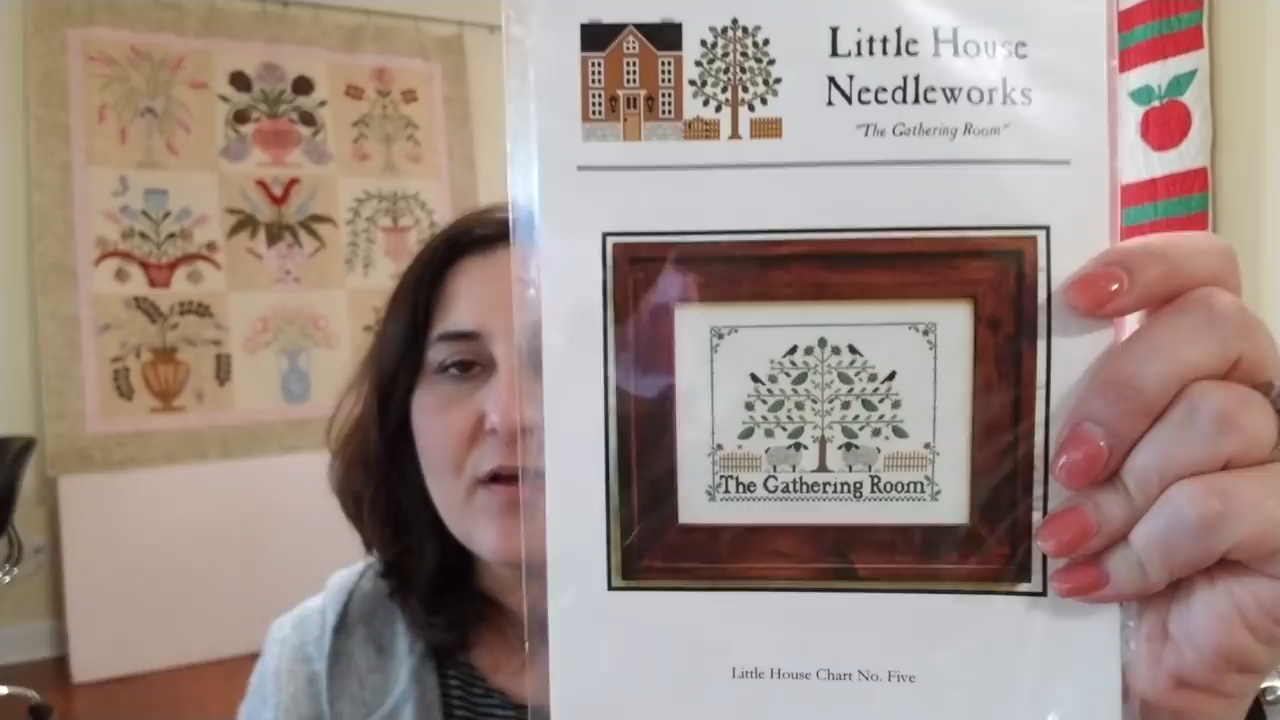 Little House
Needleworks
"The Gathering Room"
The Gathering Room
Little House Chart No. Five